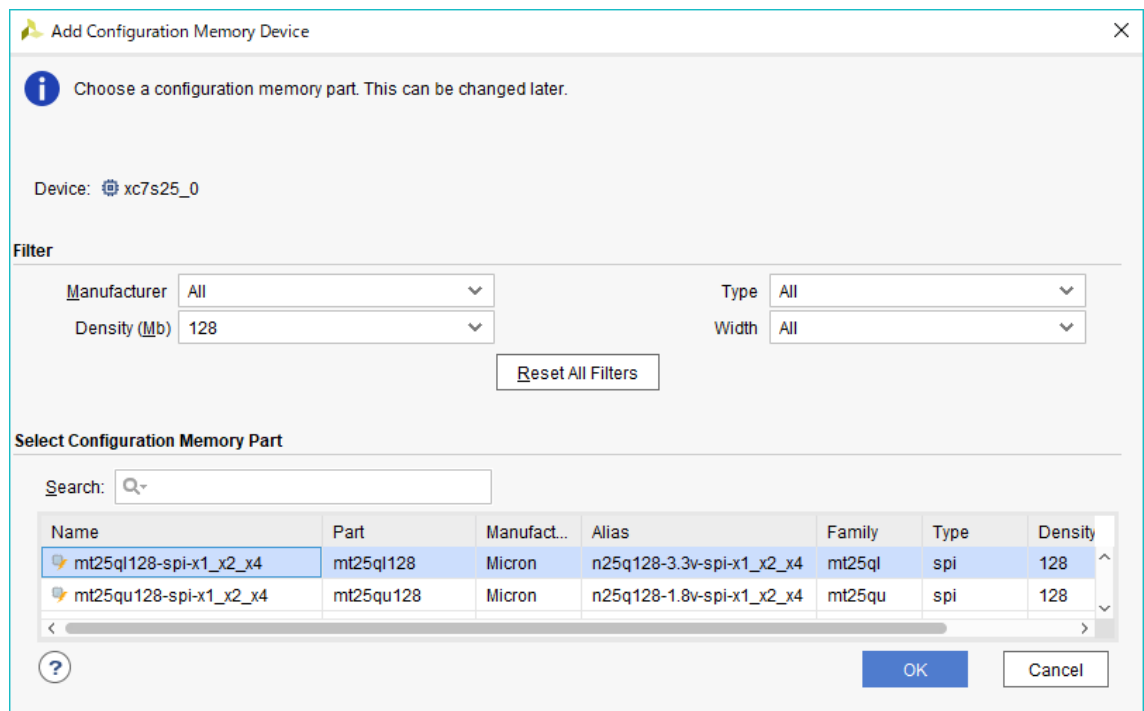 Add Configuration Memory Device
Choose a configuration memory part. This can be changed later.
Device: xc7s25_0
Filter
Manufacturer All Type All
Density (Mb) 128 Width All
Reset All Filters
Select Configuration Memory Part
Search:
Name Part Manufact... Alias Family Type Density
mt25ql128-spi-x1_x2_x4 mt25ql128 Micron n25q128-3.3v-spi-x1_x2_x4 mt25ql spi 128
mt25qu128-spi-x1_x2_x4 mt25qu128 Micron n25q128-1.8v-spi-x1_x2_x4 mt25qu spi 128
? OK Cancel